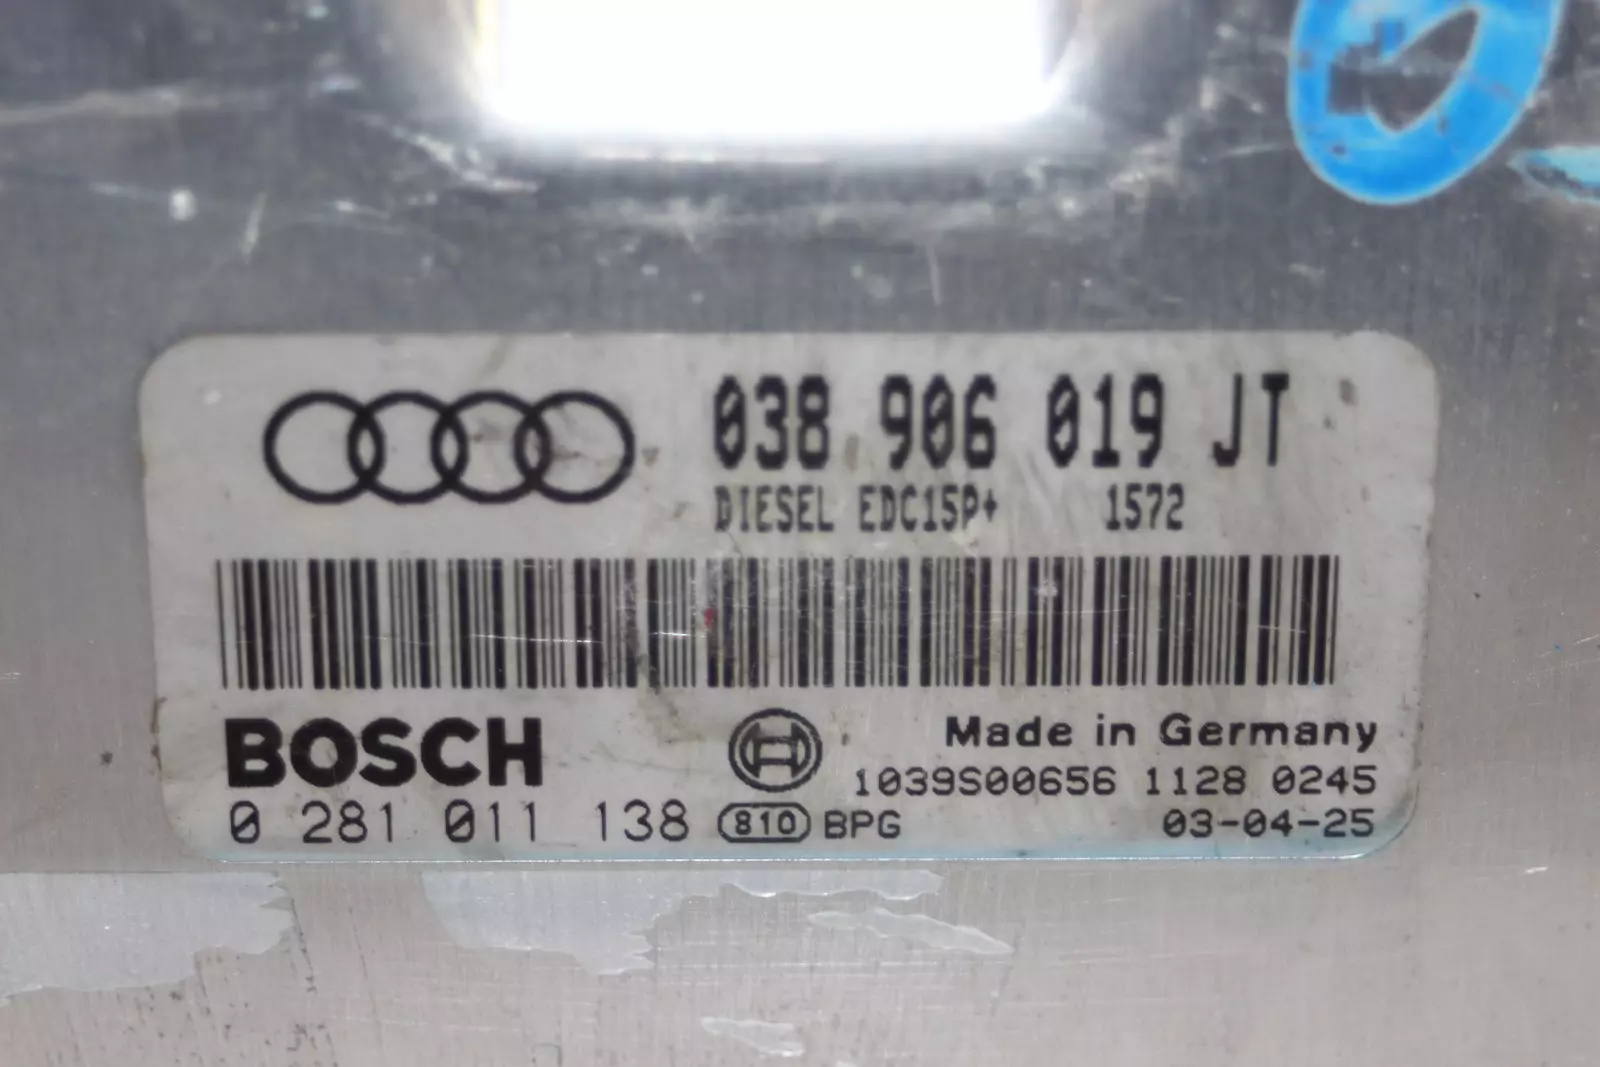 038 906 019 JT
DIESEL EDC15P+ 1572
BOSCH
Made in Germany
1039S00656 1128 0245
0 281 011 138 810 BPG 03-04-25